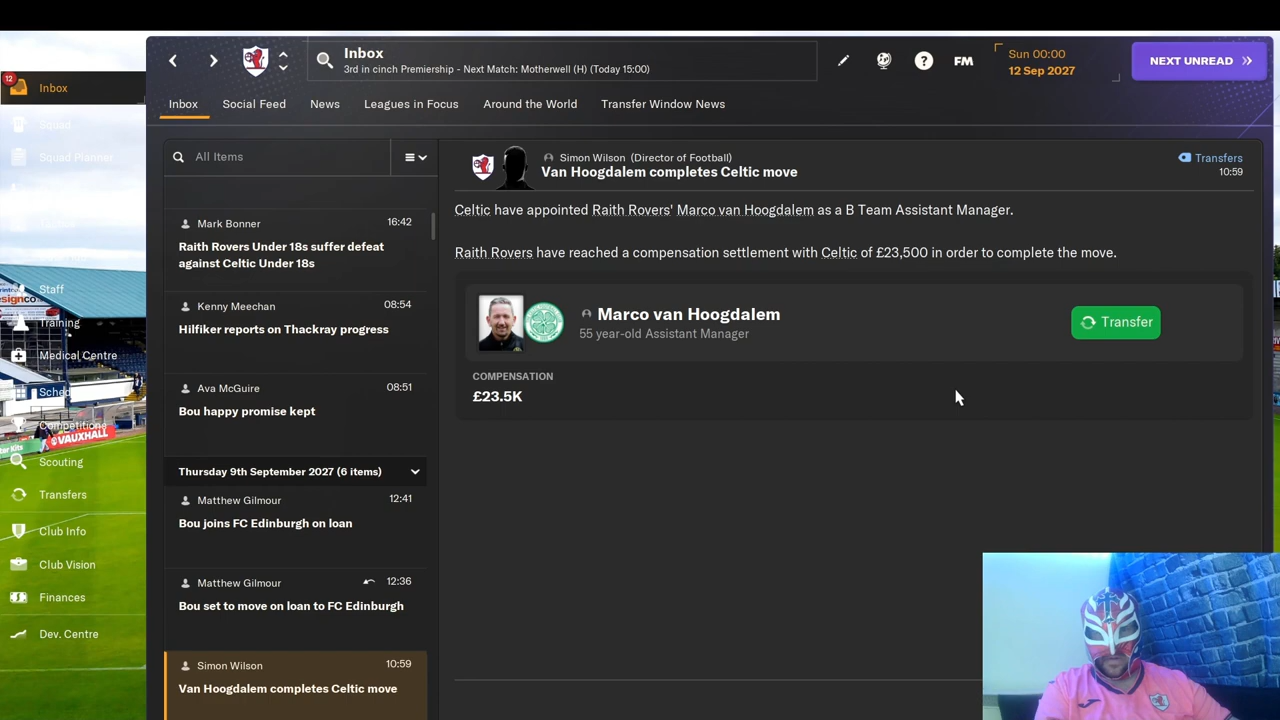 Inbox
3rd in cinch Premiership - Next Match: Motherwell (H) (Today 15:00)
FM
Sun 00:00
12 Sep 2027
NEXT UNREAD
12
Inbox
Squad
Squad Planner
Staff
Training
Medical Centre
Competitions
VAUXHALL
Scouting
Transfers
Club Info
Club Vision
Finances
Dev. Centre
Inbox
Social Feed
News
Leagues in Focus
Around the World
Transfer Window News
All Items
Mark Bonner 16:42
Raith Rovers Under 18s suffer defeat
against Celtic Under 18s
Kenny Meechan 08:54
Hilfiker reports on Thackray progress
Ava McGuire 08:51
Bou happy promise kept
Thursday 9th September 2027 (6 items)
Matthew Gilmour 12:41
Bou joins FC Edinburgh on loan
Matthew Gilmour 12:36
Bou set to move on loan to FC Edinburgh
Simon Wilson 10:59
Van Hoogdalem completes Celtic move
Simon Wilson (Director of Football)
Van Hoogdalem completes Celtic move
Transfers
10:59
Celtic have appointed Raith Rovers' Marco van Hoogdalem as a B Team Assistant Manager.
Raith Rovers have reached a compensation settlement with Celtic of £23,500 in order to complete the move.
Marco van Hoogdalem
55 year-old Assistant Manager
Transfer
COMPENSATION
£23.5K